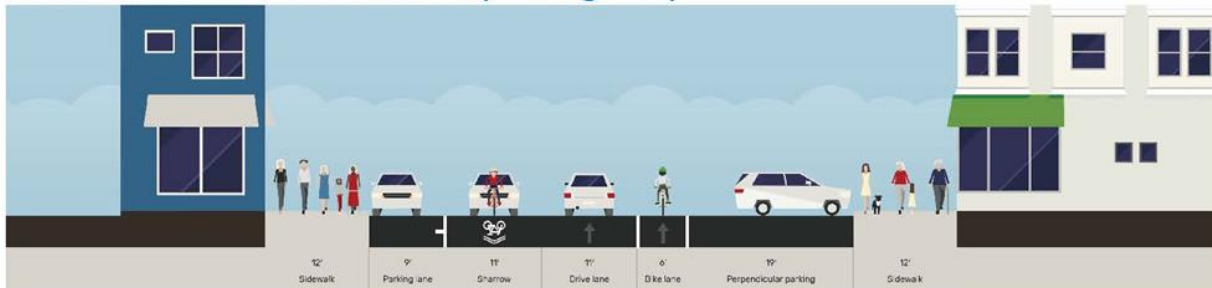 12' 9' 11' 11' 6' 19' 12'
Sidewalk Parking lane Sharrow Drive lane Bike lane Perpendicular parking Sidewalk